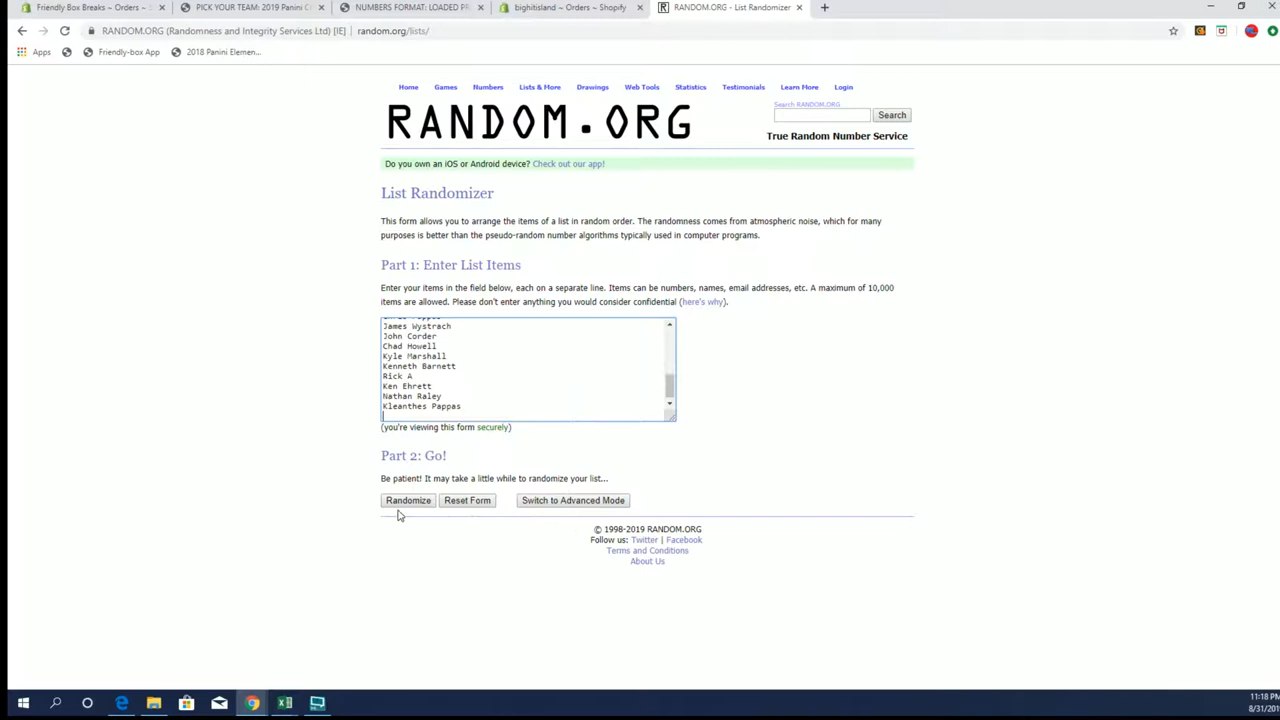 Friendly Box Breaks ~ Orders ~ S
PICK YOUR TEAM: 2019 Panini C
NUMBERS FORMAT: LOADED PR
bighitisland ~ Orders ~ Shopify
RANDOM.ORG - List Randomizer
RANDOM.ORG (Randomness and Integrity Services Ltd) [IE] | random.org/lists/
Apps
Friendly-box App
2018 Panini Elemen...
Home Games Numbers Lists & More Drawings Web Tools Statistics Testimonials Learn More Login
RANDOM.ORG
Search RANDOM.ORG
Search
True Random Number Service
Do you own an iOS or Android device? Check out our app!
List Randomizer
This form allows you to arrange the items of a list in random order. The randomness comes from atmospheric noise, which for many
purposes is better than the pseudo-random number algorithms typically used in computer programs.
Part 1: Enter List Items
Enter your items in the field below, each on a separate line. Items can be numbers, names, email addresses, etc. A maximum of 10,000
items are allowed. Please don't enter anything you would consider confidential (here's why).
James Wystrach
John Corder
Chad Howell
Kyle Marshall
Kenneth Barnett
Rick A
Ken Ehrett
Nathan Raley
Kleanthes Pappas
(you're viewing this form securely)
Part 2: Go!
Be patient! It may take a little while to randomize your list...
Randomize Reset Form Switch to Advanced Mode
© 1998-2019 RANDOM.ORG
Follow us: Twitter | Facebook
Terms and Conditions
About Us
11:18 PM
8/31/201